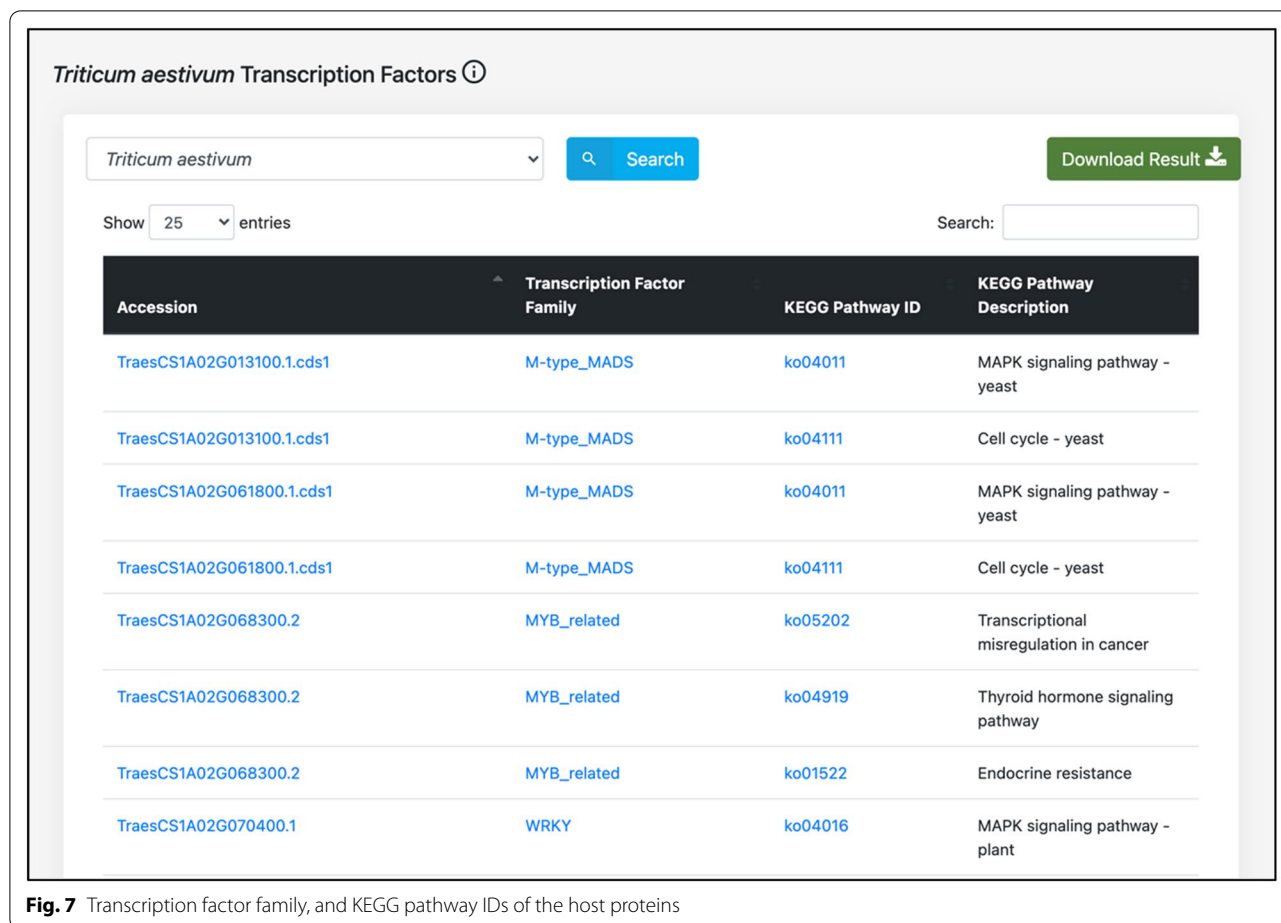 Triticum aestivum Transcription Factors
Triticum aestivum
Search
Download Result
Show 25 entries
Search:
Accession
Transcription Factor
Family
KEGG Pathway ID
KEGG Pathway
Description
TraesCS1A02G013100.1.cds1 M-type_MADS ko04011 MAPK signaling pathway -
yeast
TraesCS1A02G013100.1.cds1 M-type_MADS ko04111 Cell cycle - yeast
TraesCS1A02G061800.1.cds1 M-type_MADS ko04011 MAPK signaling pathway -
yeast
TraesCS1A02G061800.1.cds1 M-type_MADS ko04111 Cell cycle - yeast
TraesCS1A02G068300.2 MYB_related ko05202 Transcriptional
misregulation in cancer
TraesCS1A02G068300.2 MYB_related ko04919 Thyroid hormone signaling
pathway
TraesCS1A02G068300.2 MYB_related ko01522 Endocrine resistance
TraesCS1A02G070400.1 WRKY ko04016 MAPK signaling pathway -
plant
Fig. 7 Transcription factor family, and KEGG pathway IDs of the host proteins